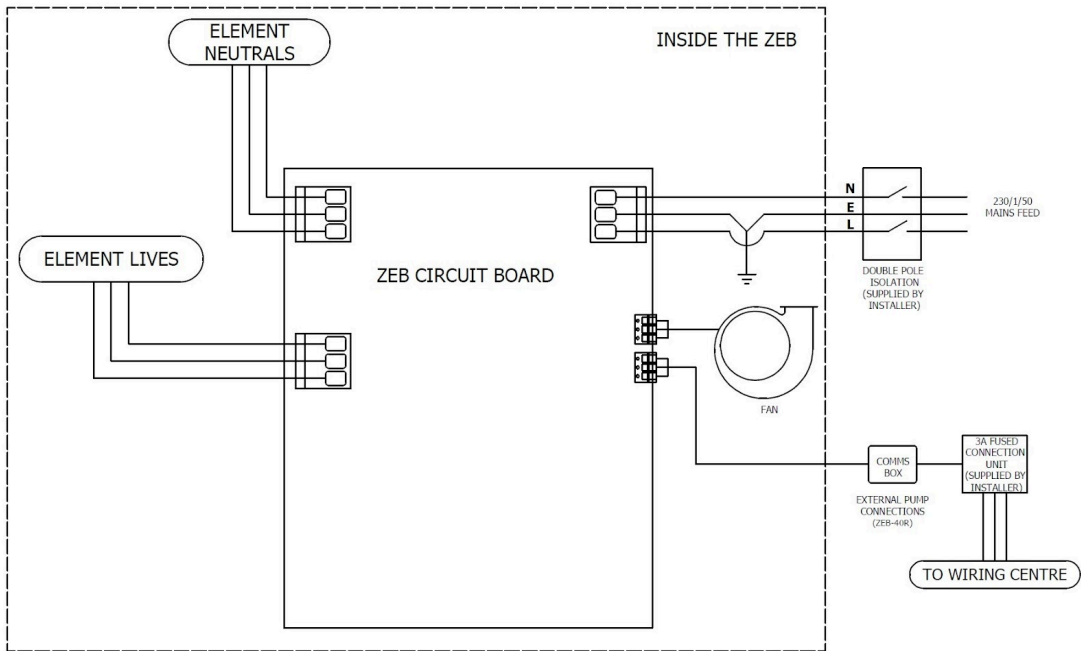 ELEMENT
NEUTRALS
INSIDE THE ZEB
ELEMENT LIVES
ZEB CIRCUIT BOARD
N
E
L
230/1/50
MAINS FEED
DOUBLE POLE
ISOLATION
(SUPPLIED BY
INSTALLER)
FAN
COMMS
BOX
EXTERNAL PUMP
CONNECTIONS
(ZEB-40R)
3A FUSED
CONNECTION
UNIT
(SUPPLIED BY
INSTALLER)
TO WIRING CENTRE